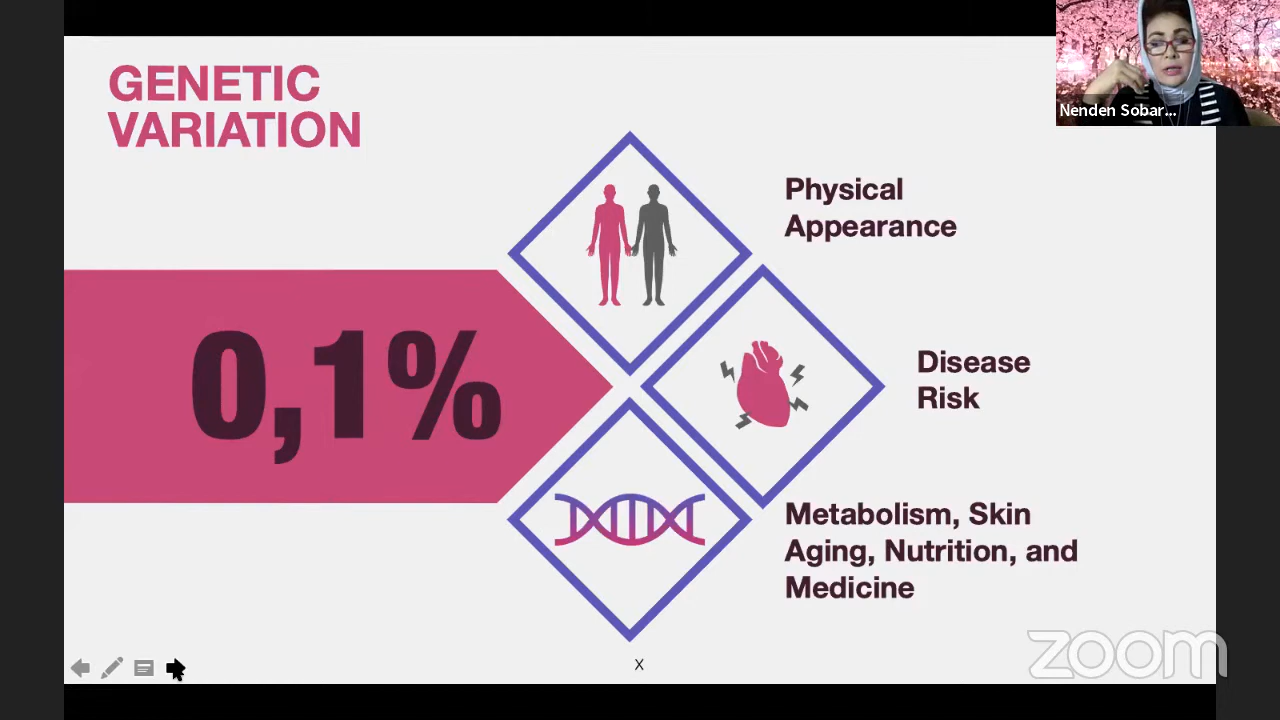 GENETIC
VARIATION
Nenden Sobar...
Physical
Appearance
0,1%
Disease
Risk
Metabolism, Skin
Aging, Nutrition, and
Medicine
X
zoom